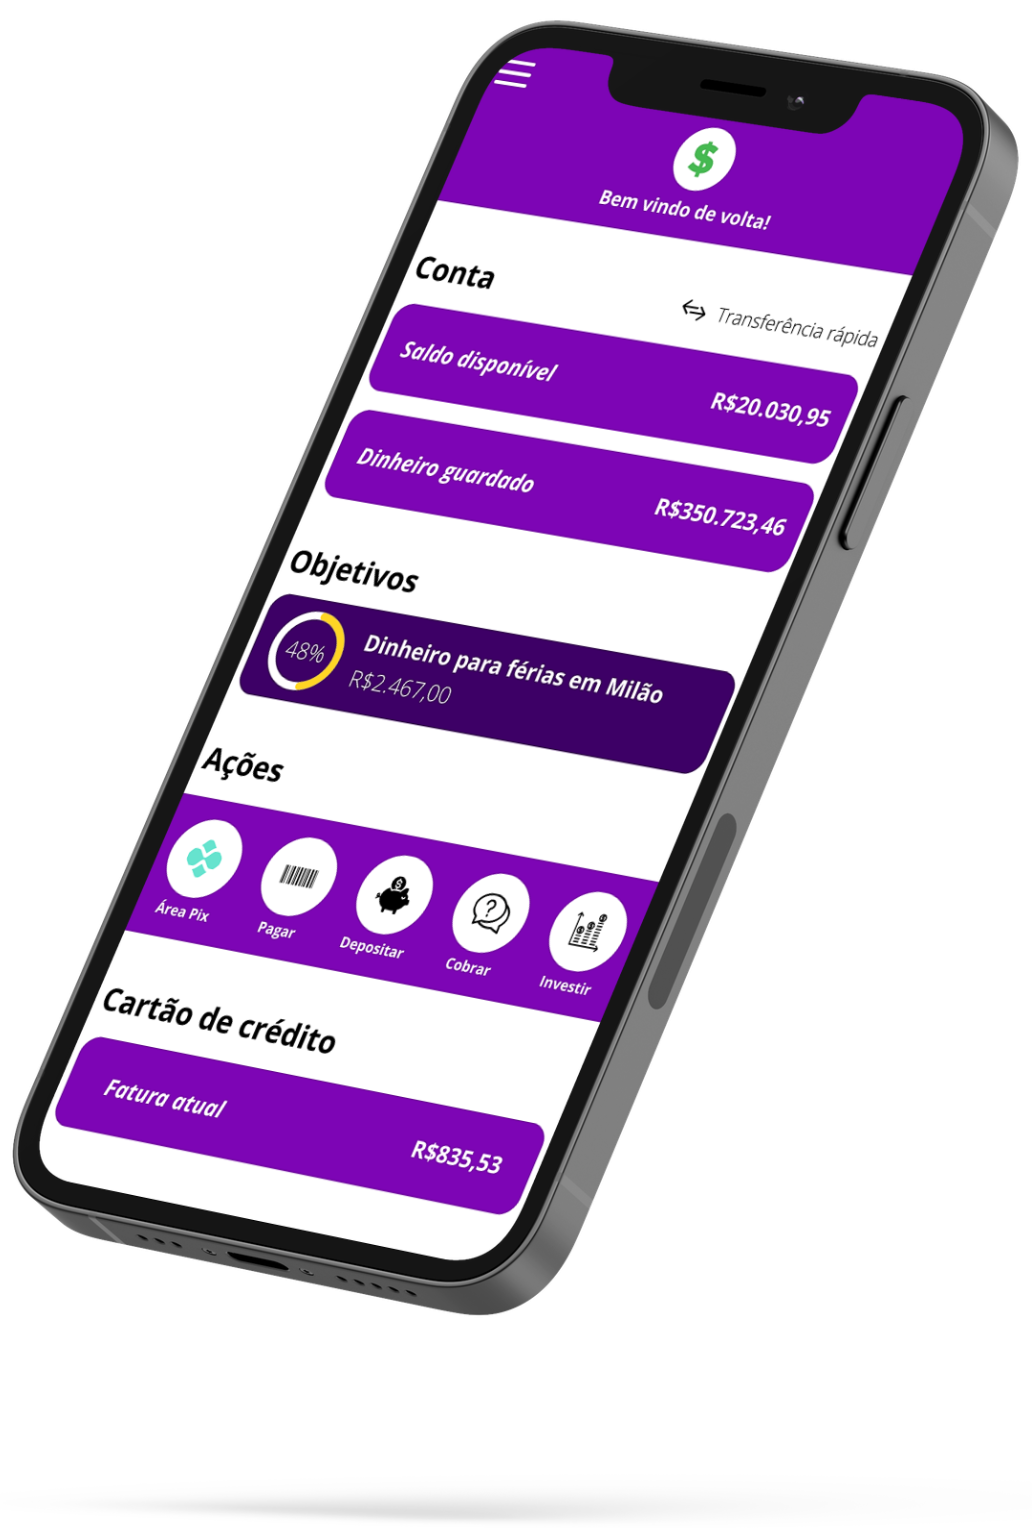 $
Bem vindo de volta!
Conta
Transferência rápida
Saldo disponível
R$20.030,95
Dinheiro guardado
R$350.723,46
Objetivos
48%
Dinheiro para férias em Milão
R$2.467,00
Ações
Área Pix
Pagar
Depositar
Cobrar
Investir
Cartão de crédito
Fatura atual
R$835,53